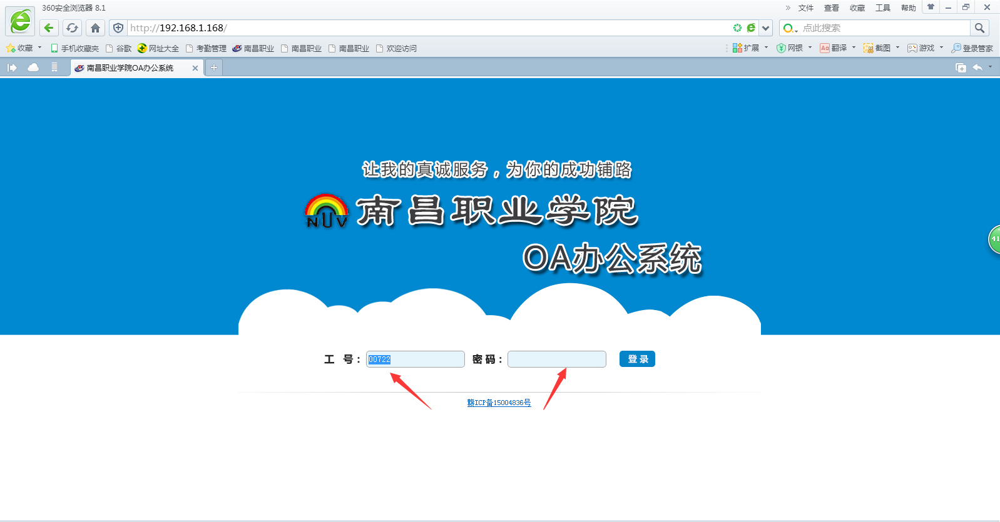 360安全浏览器 8.1
» 文件 查看 收藏 工具 帮助
http://192.168.1.168/
点此搜索
收藏 手机收藏夹 谷歌 网址大全 考勤管理 南昌职业 南昌职业 南昌职业 欢迎访问
扩展 网银 翻译 截图 游戏 登录管家
南昌职业学院OA办公系统
让我的真诚服务，为你的成功铺路
NUV 南昌职业学院
OA办公系统
41
工 号： 00722 密 码： 登 录
赣ICP备15004836号